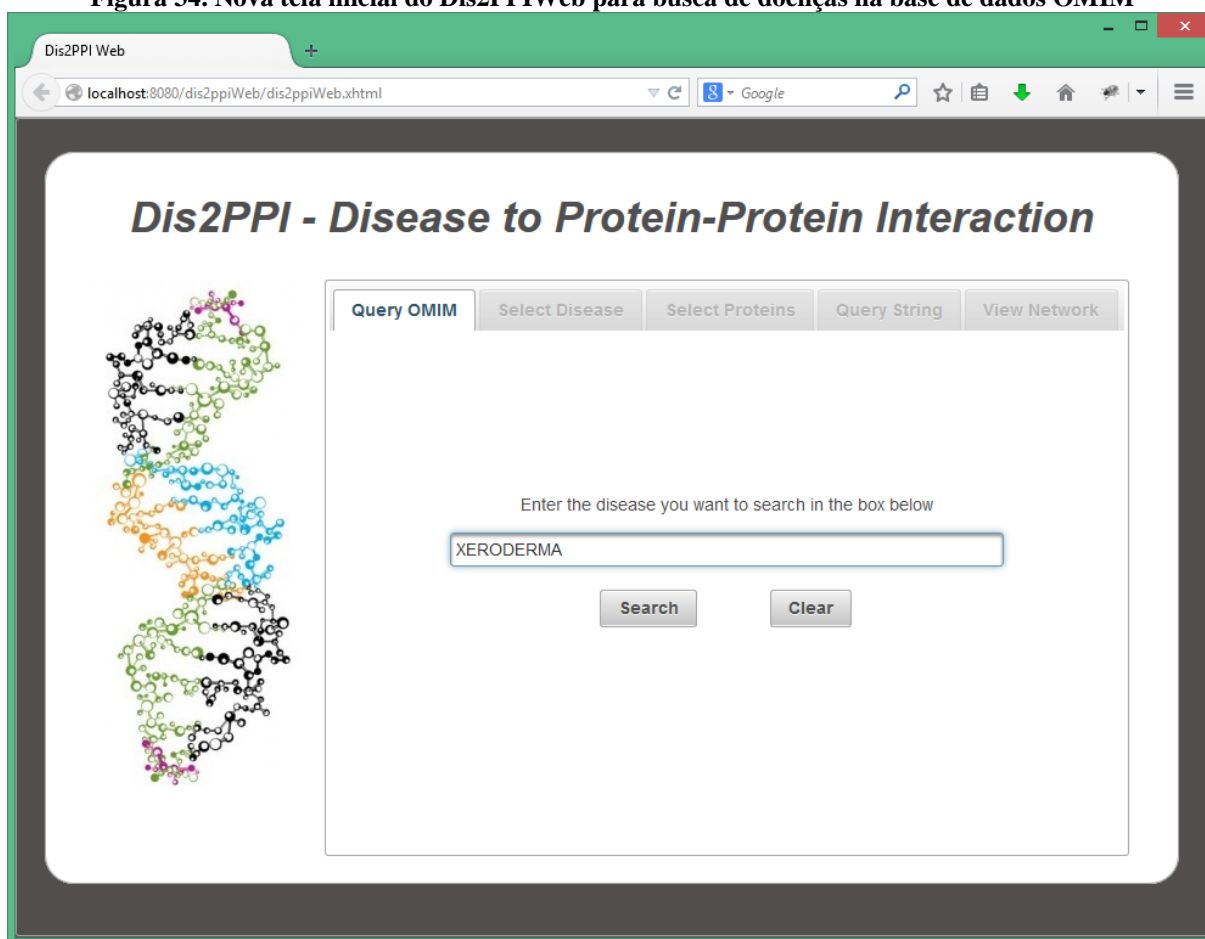 Figura 34. Nova tela inicial do Dis2PPIWeb para busca de doenças na base de dados OMIM
Dis2PPI Web
localhost:8080/dis2ppiWeb/dis2ppiWeb.xhtml
Google
Dis2PPI - Disease to Protein-Protein Interaction
Query OMIM Select Disease Select Proteins Query String View Network
Enter the disease you want to search in the box below
XERODERMA
Search Clear